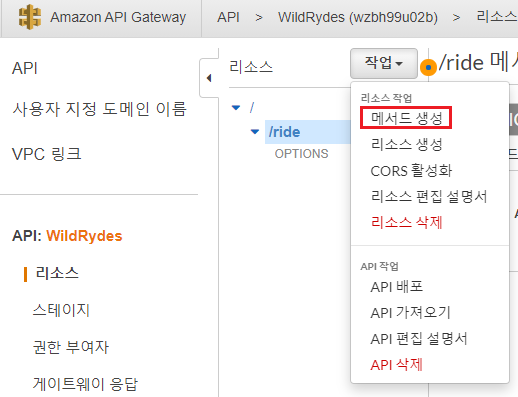 Amazon API Gateway API > WildRydes (wzbh99u02b) > 리소스
API
사용자 지정 도메인 이름
VPC 링크
API: WildRydes
리소스
스테이지
권한 부여자
게이트웨이 응답
리소스
/
/ride
OPTIONS
작업
리소스 작업
메서드 생성
리소스 생성
CORS 활성화
리소스 편집 설명서
리소스 삭제
API 작업
API 배포
API 가져오기
API 편집 설명서
API 삭제
/ride